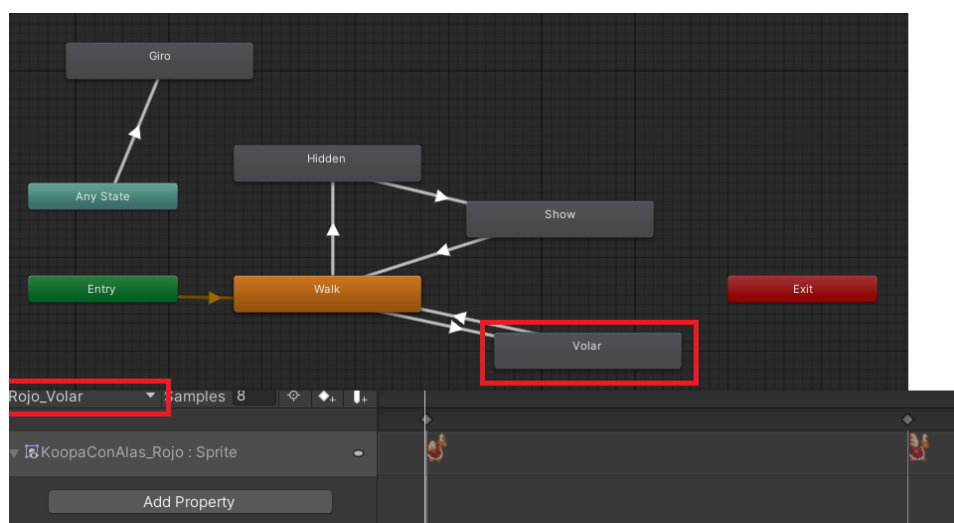 Giro
Hidden
Any State
Show
Entry
Walk
Exit
Volar
Rojo_Volar
Samples 8
KoopaConAlas_Rojo : Sprite
Add Property